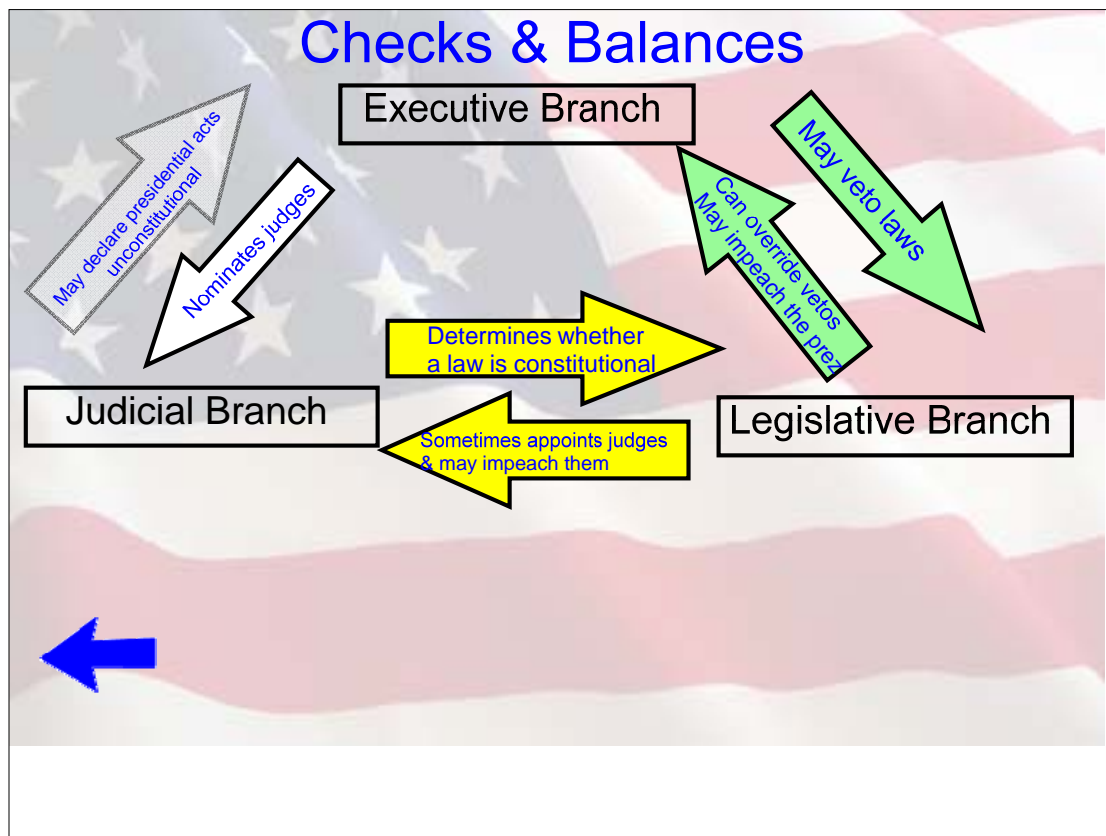 Checks & Balances
Executive Branch
May declare presidential acts
unconstitutional
Nominates judges
Can override vetos
May impeach the prez
May veto laws
Determines whether
a law is constitutional
Judicial Branch
Legislative Branch
Sometimes appoints judges
& may impeach them